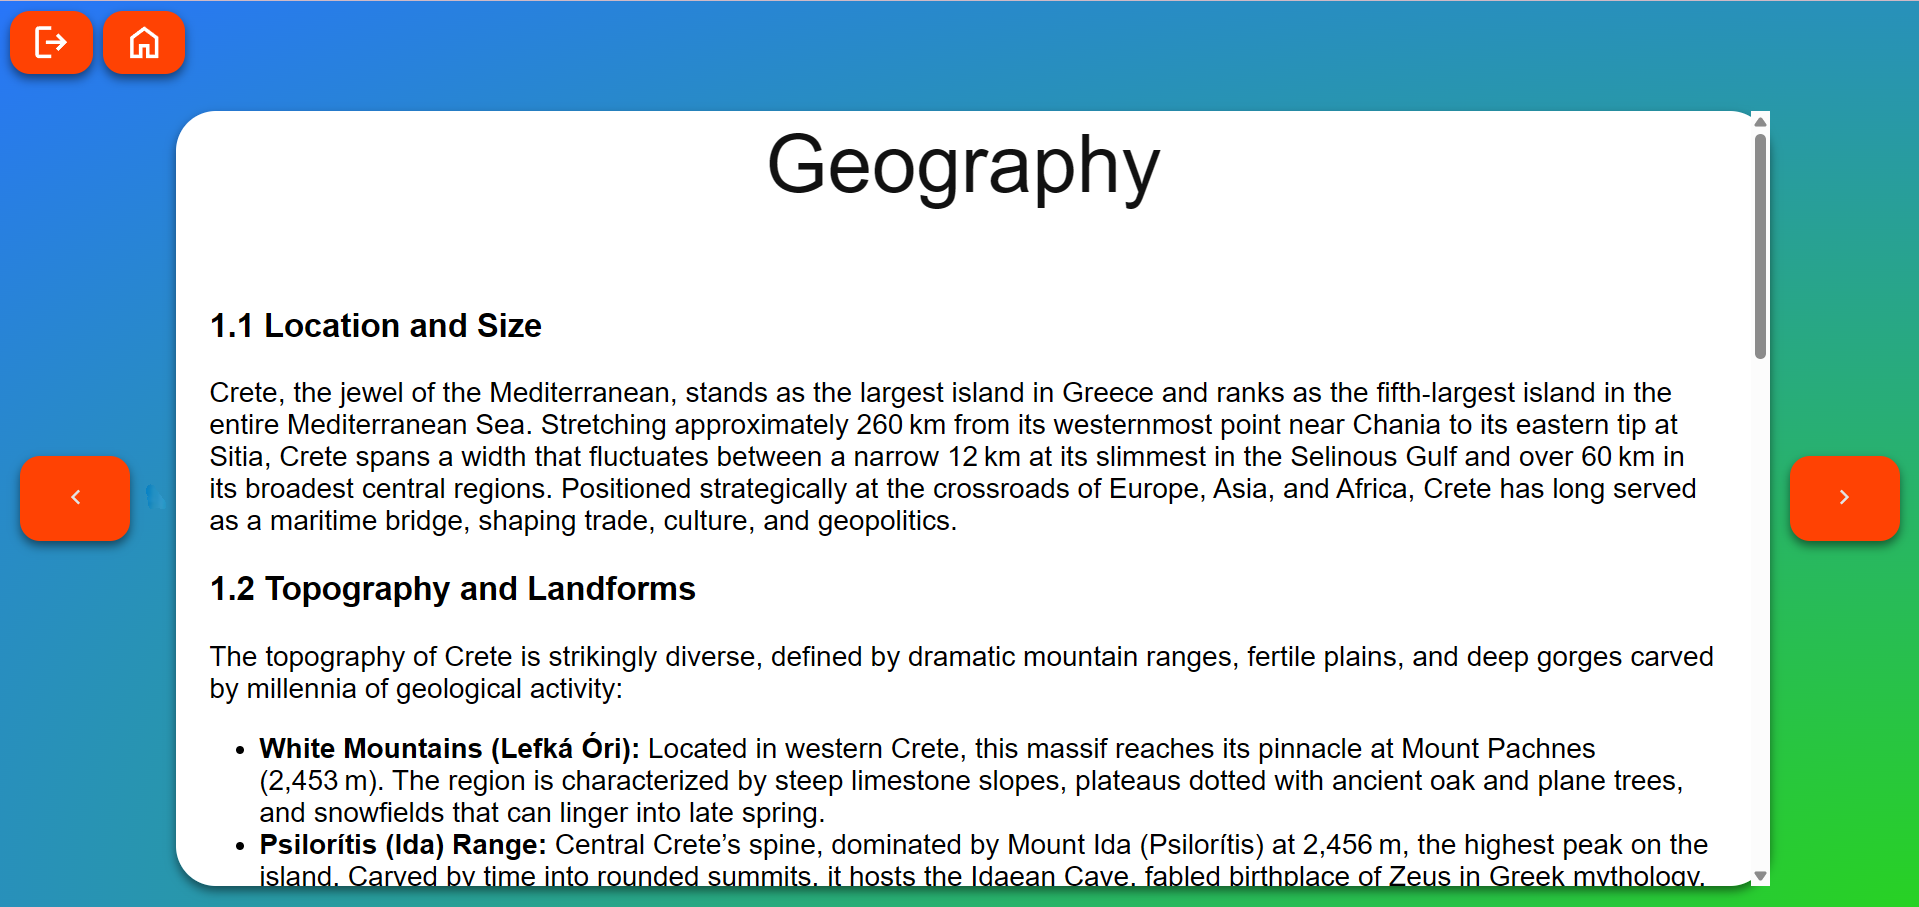 Geography
1.1 Location and Size
Crete, the jewel of the Mediterranean, stands as the largest island in Greece and ranks as the fifth-largest island in the
entire Mediterranean Sea. Stretching approximately 260 km from its westernmost point near Chania to its eastern tip at
Sitia, Crete spans a width that fluctuates between a narrow 12 km at its slimmest in the Selinous Gulf and over 60 km in
its broadest central regions. Positioned strategically at the crossroads of Europe, Asia, and Africa, Crete has long served
as a maritime bridge, shaping trade, culture, and geopolitics.
1.2 Topography and Landforms
The topography of Crete is strikingly diverse, defined by dramatic mountain ranges, fertile plains, and deep gorges carved
by millennia of geological activity:
• White Mountains (Lefká Óri): Located in western Crete, this massif reaches its pinnacle at Mount Pachnes
(2,453 m). The region is characterized by steep limestone slopes, plateaus dotted with ancient oak and plane trees,
and snowfields that can linger into late spring.
• Psilorítis (Ida) Range: Central Crete’s spine, dominated by Mount Ida (Psilorítis) at 2,456 m, the highest peak on the
island. Carved by time into rounded summits, it hosts the Idaean Cave, fabled birthplace of Zeus in Greek mythology.